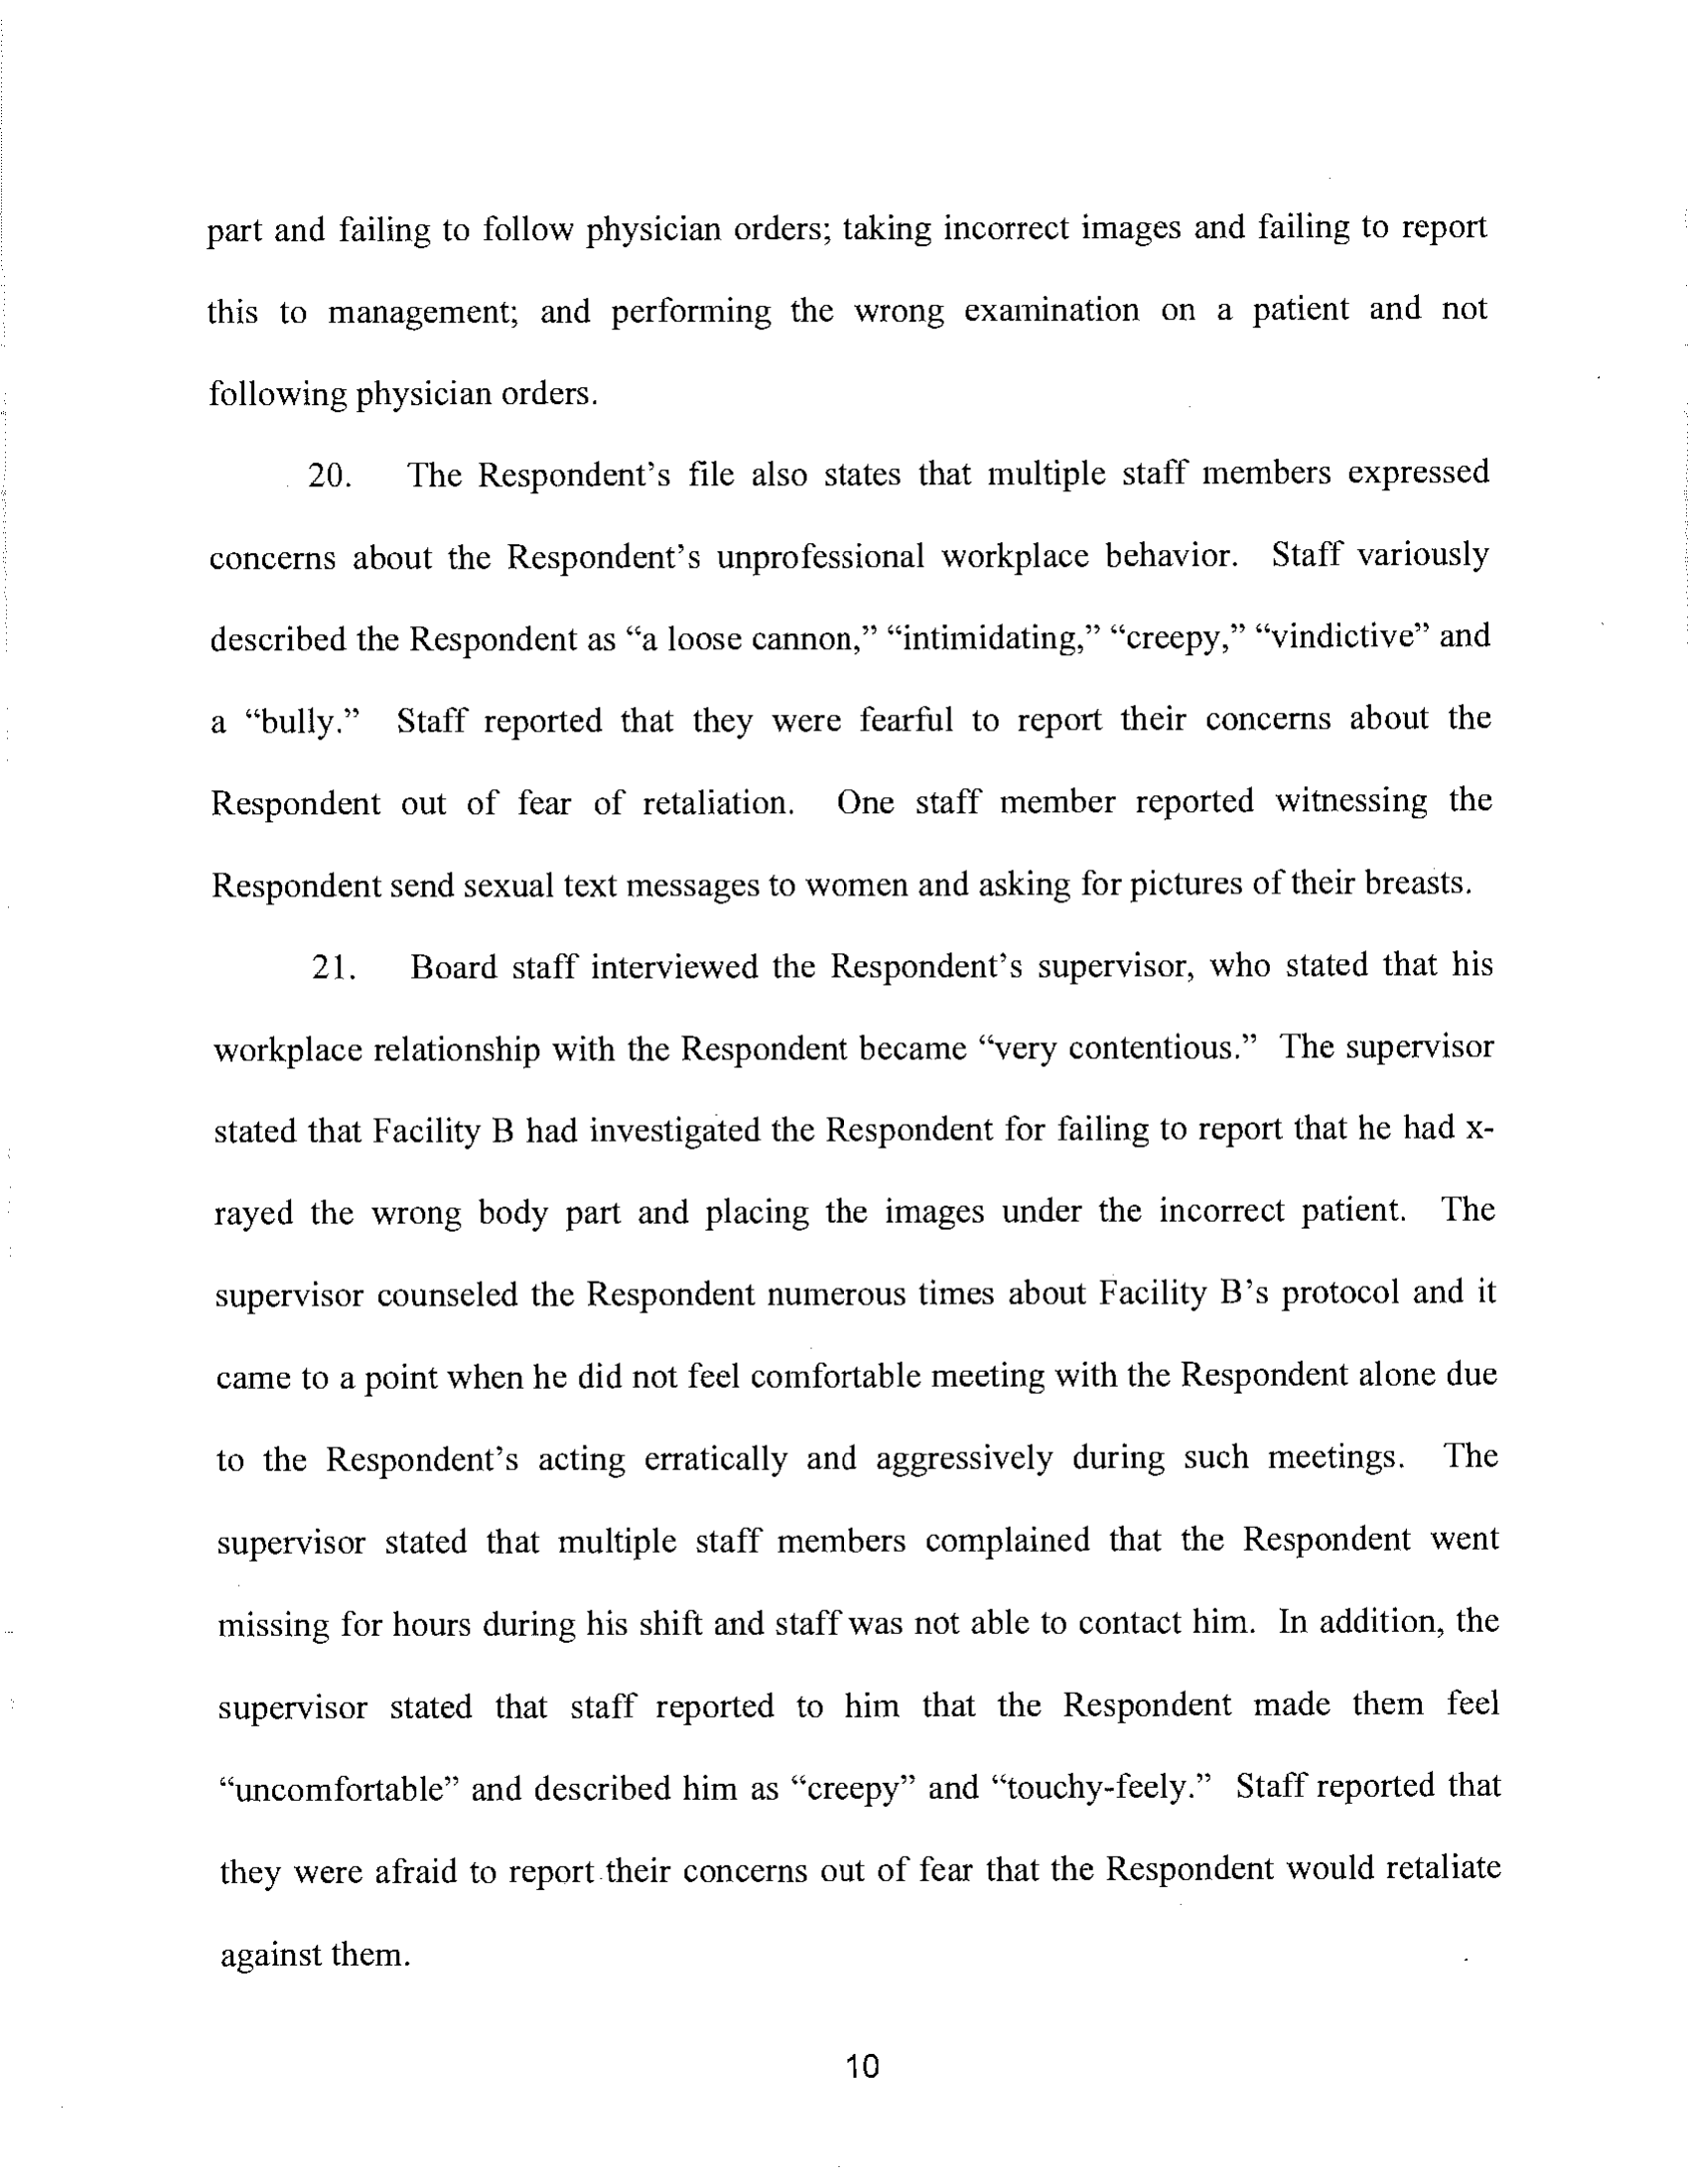 part and failing to follow physician orders; taking incorrect images and failing to report
this to management; and performing the wrong examination on a patient and not
following physician orders.
20. The Respondent's file also states that multiple staff members expressed
concerns about the Respondent's unprofessional workplace behavior. Staff variously
described the Respondent as “a loose cannon,” “intimidating,” “creepy,” “vindictive” and
a “bully.” Staff reported that they were fearful to report their concerns about the
Respondent out of fear of retaliation. One staff member reported witnessing the
Respondent send sexual text messages to women and asking for pictures of their breasts.
21. Board staff interviewed the Respondent's supervisor, who stated that his
workplace relationship with the Respondent became “very contentious.” The supervisor
stated that Facility B had investigated the Respondent for failing to report that he had x-
rayed the wrong body part and placing the images under the incorrect patient. The
supervisor counseled the Respondent numerous times about Facility B's protocol and it
came to a point when he did not feel comfortable meeting with the Respondent alone due
to the Respondent's acting erratically and aggressively during such meetings. The
supervisor stated that multiple staff members complained that the Respondent went
missing for hours during his shift and staff was not able to contact him. In addition, the
supervisor stated that staff reported to him that the Respondent made them feel
“uncomfortable” and described him as “creepy” and “touchy-feely.” Staff reported that
they were afraid to report their concerns out of fear that the Respondent would retaliate
against them.
10